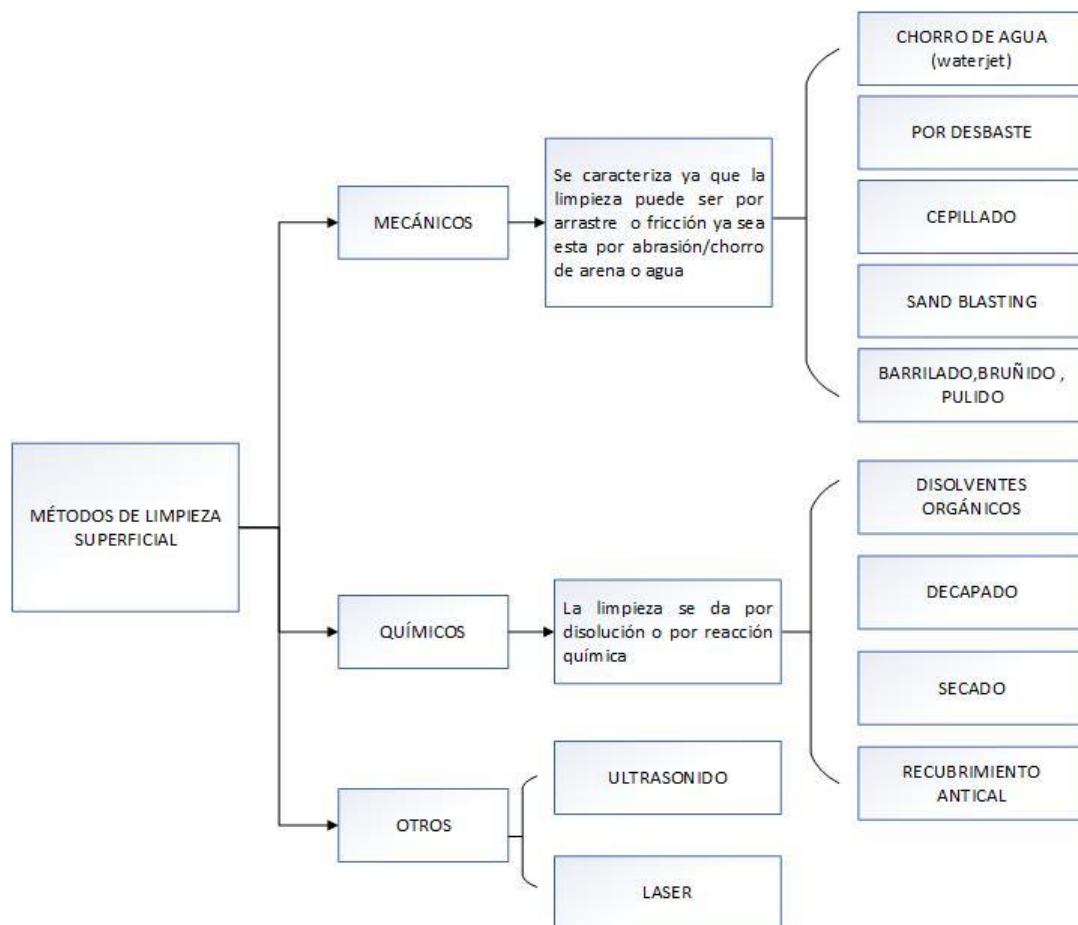 MÉTODOS DE LIMPIEZA
SUPERFICIAL
MECÁNICOS
Se caracteriza ya que la
limpieza puede ser por
arrastre o fricción ya sea
esta por abrasión/chorro
de arena o agua
CHORRO DE AGUA
(waterjet)
POR DESBASTE
CEPILLADO
SAND BLASTING
BARRILADO,BRUÑIDO ,
PULIDO
QUÍMICOS
La limpieza se da por
disolución o por reacción
química
DISOLVENTES
ORGÁNICOS
DECAPADO
SECADO
RECUBRIMIENTO
ANTICAL
OTROS
ULTRASONIDO
LASER